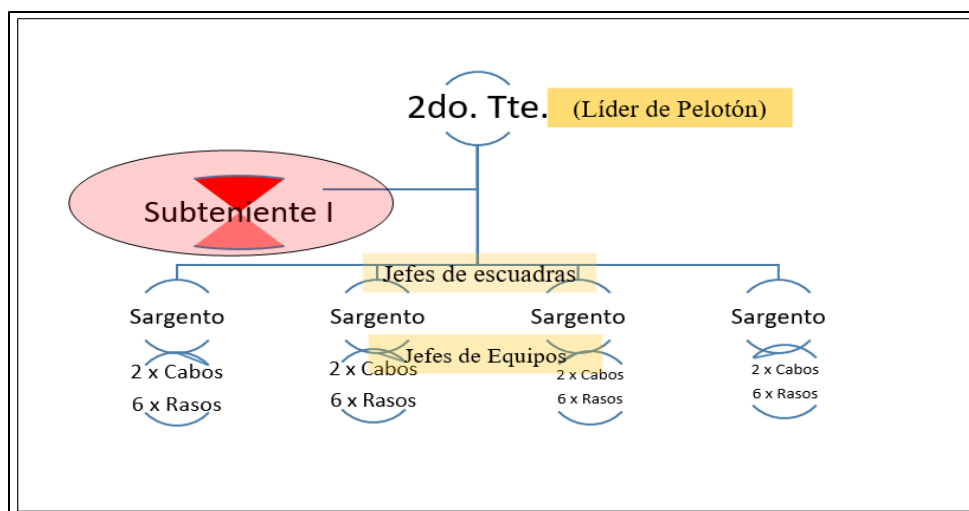 2do. Tte. (Líder de Pelotón)
Subteniente I
Jefes de escuadras
Sargento Sargento Sargento Sargento
Jefes de Equipos
2 x Cabos 2 x Cabos 2 x Cabos 2 x Cabos
6 x Rasos 6 x Rasos 6 x Rasos 6 x Rasos